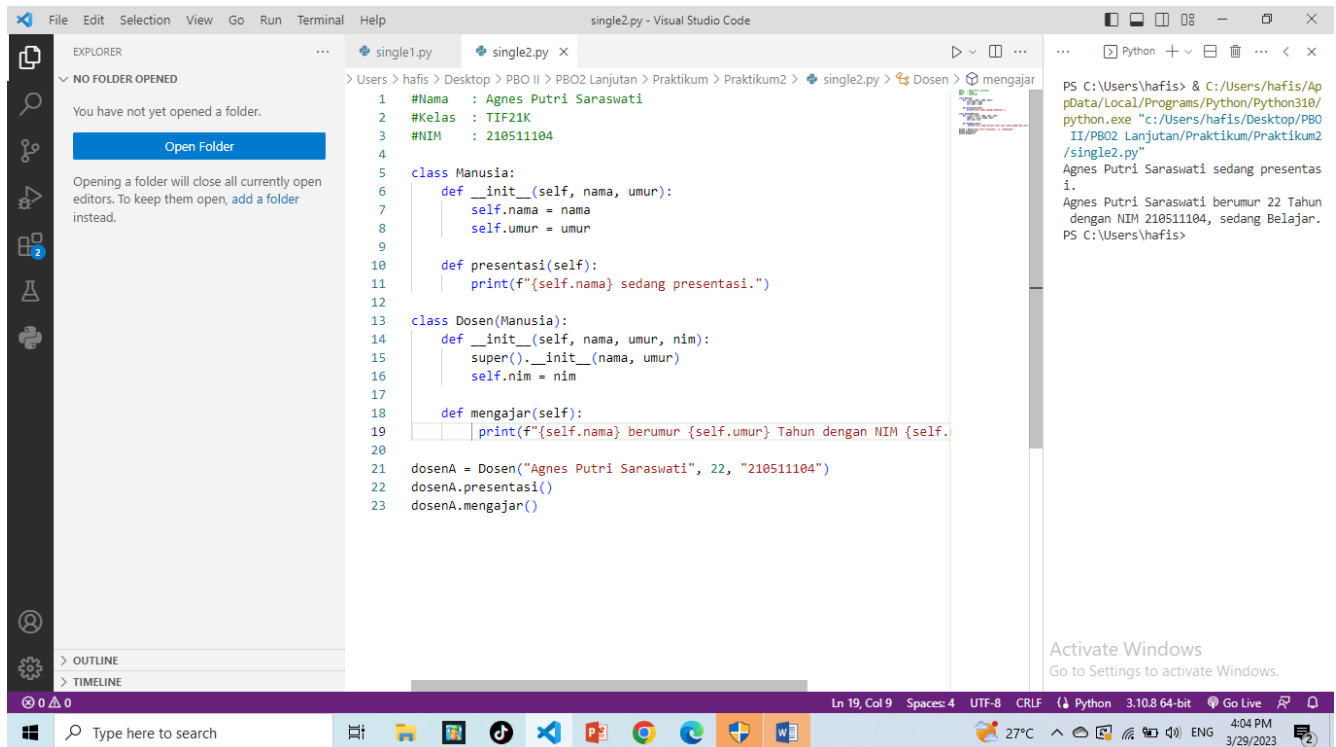 File Edit Selection View Go Run Terminal Help
single2.py - Visual Studio Code
EXPLORER
NO FOLDER OPENED
You have not yet opened a folder.
Open Folder
Opening a folder will close all currently open
editors. To keep them open, add a folder
instead.
OUTLINE
TIMELINE
2
single1.py
single2.py
> Users > hafis > Desktop > PBO II > PBO2 Lanjutan > Praktikum > Praktikum2 > single2.py > Dosen > mengajar
1 #Nama : Agnes Putri Saraswati
2 #Kelas : TIF21K
3 #NIM : 210511104
4
5 class Manusia:
6 def __init__(self, nama, umur):
7 self.nama = nama
8 self.umur = umur
9
10 def presentasi(self):
11 print(f"{self.nama} sedang presentasi.")
12
13 class Dosen(Manusia):
14 def __init__(self, nama, umur, nim):
15 super().__init__(nama, umur)
16 self.nim = nim
17
18 def mengajar(self):
19 print(f"{self.nama} berumur {self.umur} Tahun dengan NIM {self.
20
21 dosenA = Dosen("Agnes Putri Saraswati", 22, "210511104")
22 dosenA.presentasi()
23 dosenA.mengajar()
Python
PS C:\Users\hafis> & C:/Users/hafis/Ap
pData/Local/Programs/Python/Python310/
python.exe "c:/Users/hafis/Desktop/PBO
II/PBO2 Lanjutan/Praktikum/Praktikum2
/single2.py"
Agnes Putri Saraswati sedang presentas
i.
Agnes Putri Saraswati berumur 22 Tahun
dengan NIM 210511104, sedang Belajar.
PS C:\Users\hafis>
Activate Windows
Go to Settings to activate Windows.
0 0
Ln 19, Col 9 Spaces: 4 UTF-8 CRLF Python 3.10.8 64-bit Go Live
Type here to search
27°C ENG
4:04 PM
3/29/2023
2